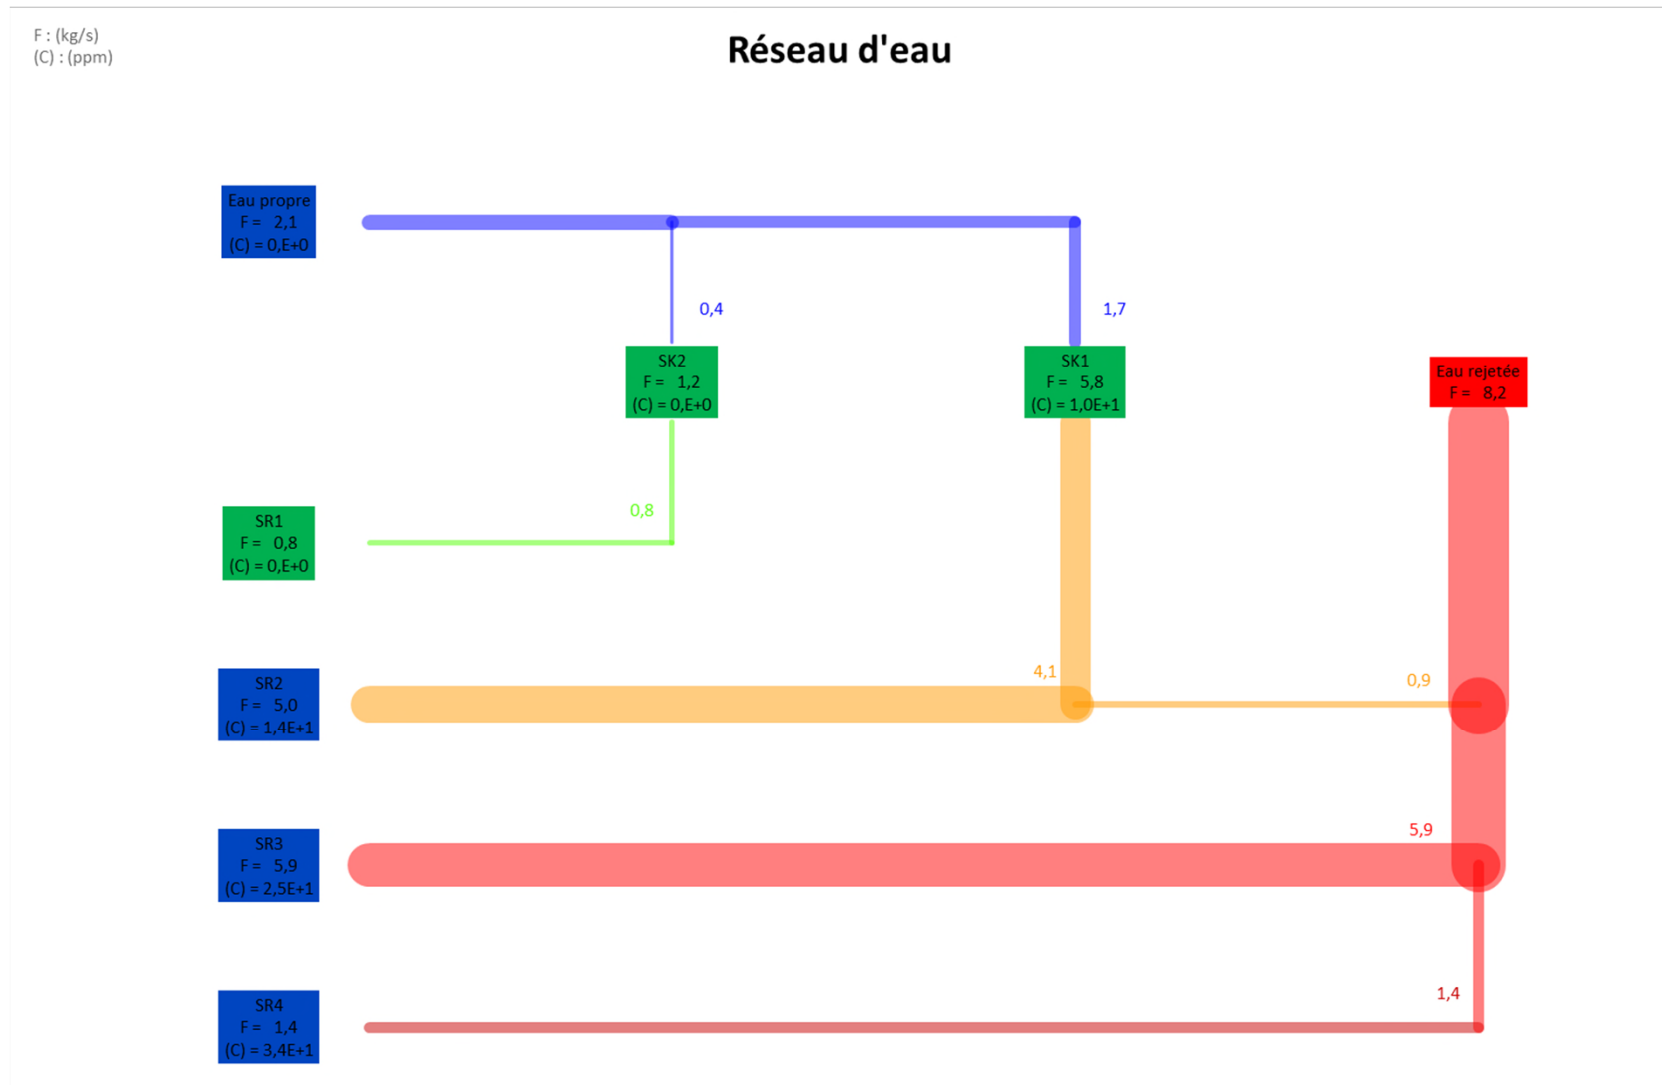 F : (kg/s)
(C) : (ppm)
Réseau d'eau
Eau propre
F = 2,1
(C) = 0,E+0
0,4
1,7
SK2
F = 1,2
(C) = 0,E+0
SK1
F = 5,8
(C) = 1,0E+1
Eau rejetée
F = 8,2
SR1
F = 0,8
(C) = 0,E+0
0,8
SR2
F = 5,0
(C) = 1,4E+1
4,1
0,9
SR3
F = 5,9
(C) = 2,5E+1
5,9
SR4
F = 1,4
(C) = 3,4E+1
1,4